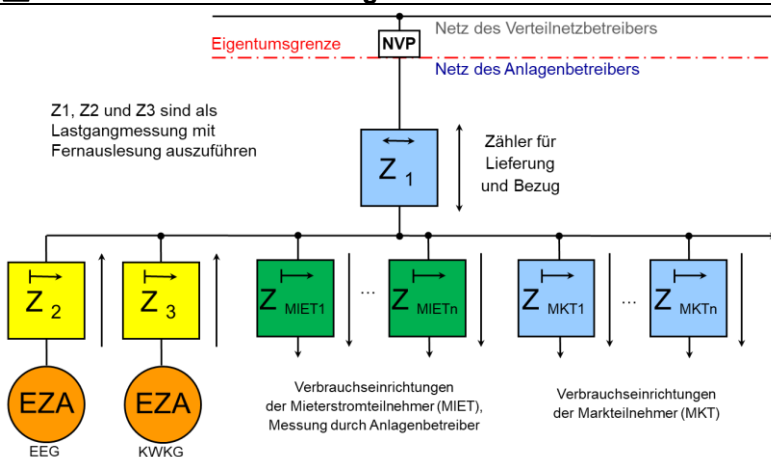 Netz des Verteilnetzbetreibers
Eigentumsgrenze
NVP
Netz des Anlagenbetreibers
Z1, Z2 und Z3 sind als
Lastgangmessung mit
Fernauslesung auszuführen
Z 1
Zähler für
Lieferung
und Bezug
Z 2
Z 3
Z MIET1
...
Z MIETn
Z MKT1
...
Z MKTn
EZA
EEG
EZA
KWKG
Verbrauchseinrichtungen
der Mieterstromteilnehmer (MIET),
Messung durch Anlagenbetreiber
Verbrauchseinrichtungen
der Markteilnehmer (MKT)